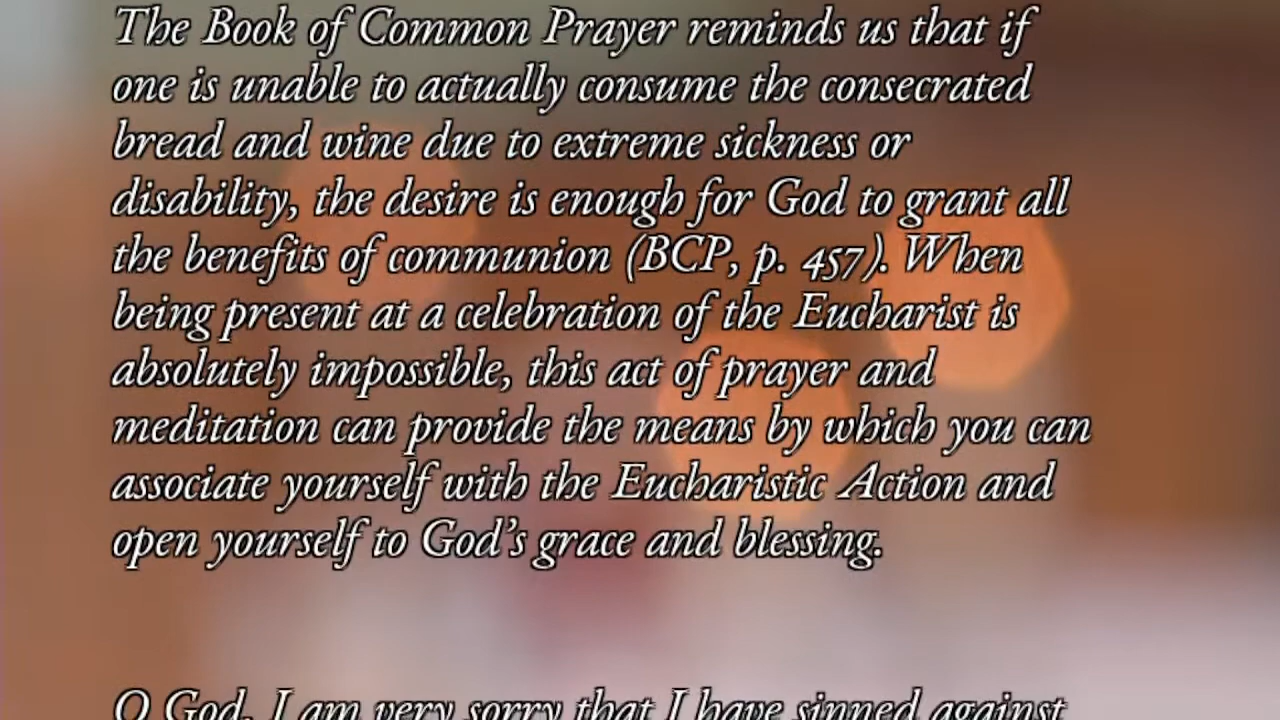 The Book of Common Prayer reminds us that if
one is unable to actually consume the consecrated
bread and wine due to extreme sickness or
disability, the desire is enough for God to grant all
the benefits of communion (BCP, p. 457). When
being present at a celebration of the Eucharist is
absolutely impossible, this act of prayer and
meditation can provide the means by which you can
associate yourself with the Eucharistic Action and
open yourself to God’s grace and blessing.
O God, I am very sorry that I have sinned against